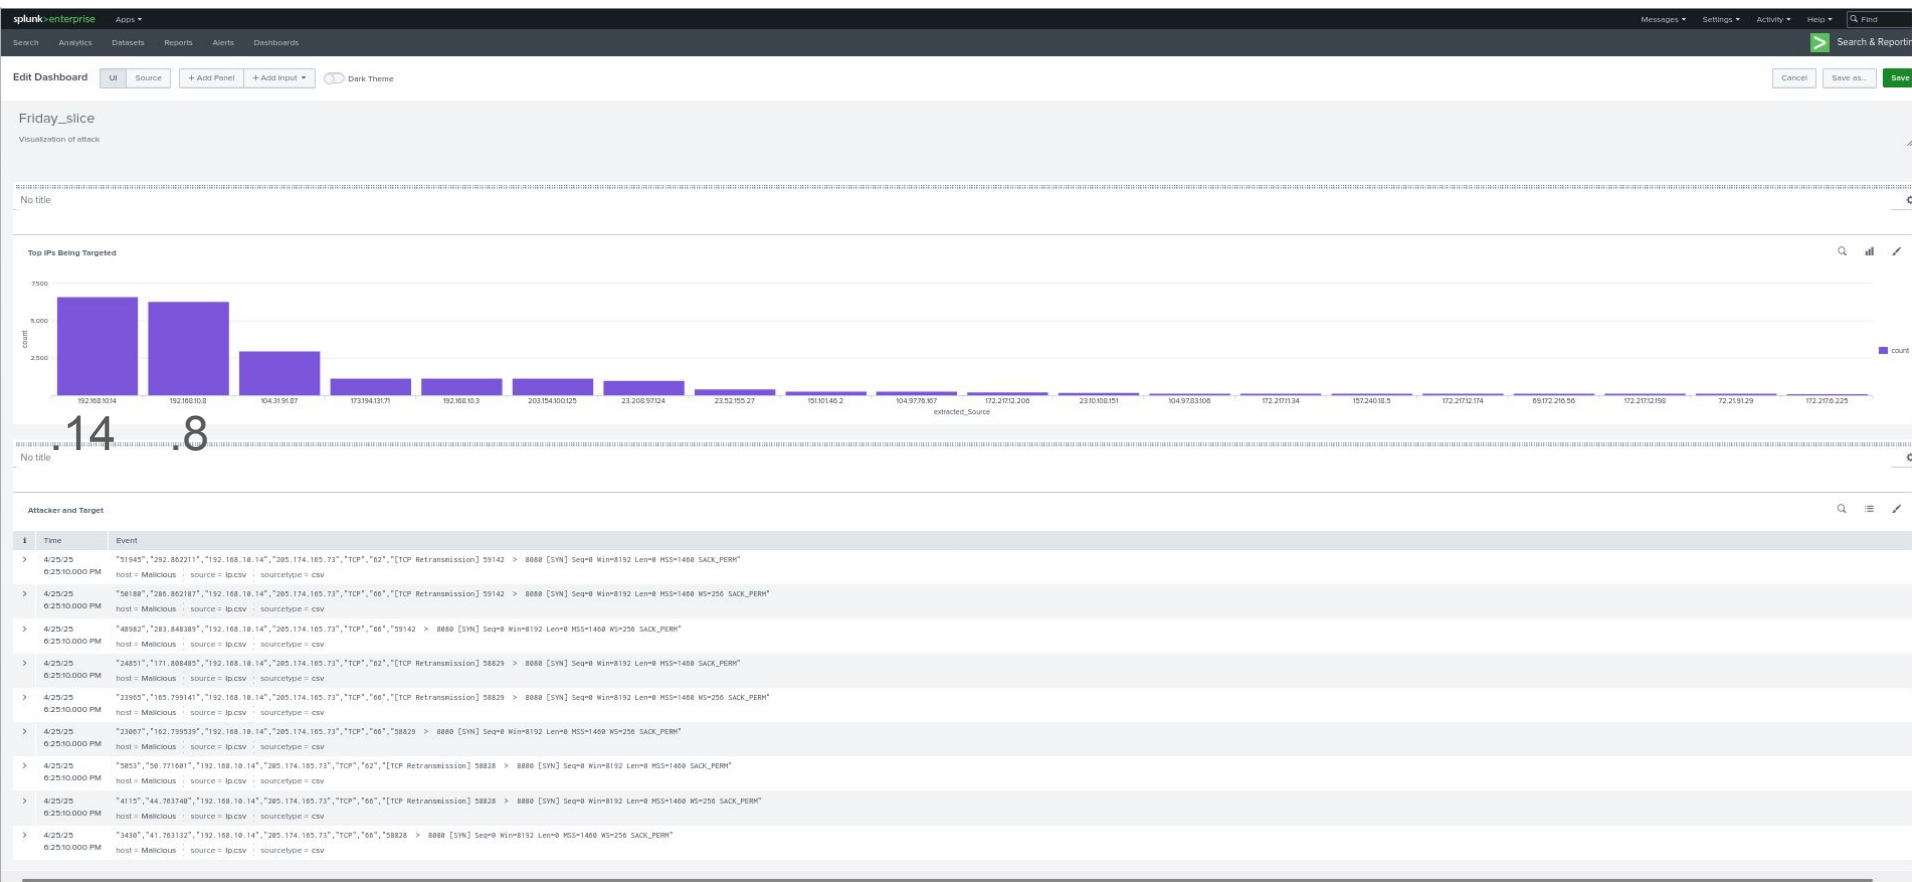 splunk>enterprise Apps Messages Settings Activity Help Find
Search Analytics Datasets Reports Alerts Dashboards Search & Reportin
Edit Dashboard UI Source + Add Panel + Add Input Dark Theme Cancel Save as... Save
Friday_slice
Visualization of attack
No title
Top IPs Being Targeted
7,500
5,000
2,500
count
count
192.168.10.14 192.168.10.8 104.31.91.87 173.194.131.71 192.168.10.3 203.154.100.125 23.208.97.124 23.52.155.27 151.101.46.2 104.97.76.167 172.217.12.206 23.10.108.151 104.97.83.106 172.217.11.34 157.240.18.5 172.217.12.174 69.172.216.56 172.217.12.198 72.21.91.29 172.217.6.225
extracted_Source
.14 .8
No title
Attacker and Target
i Time Event
4/25/25 "51945","292.862211","192.168.10.14","205.174.165.73","TCP","62","[TCP Retransmission] 59142 > 8080 [SYN] Seq=0 Win=8192 Len=0 MSS=1460 SACK_PERM"
6:25:10.000 PM host = Malicious source = ip.csv sourcetype = csv
4/25/25 "50180","286.862187","192.168.10.14","205.174.165.73","TCP","66","[TCP Retransmission] 59142 > 8080 [SYN] Seq=0 Win=8192 Len=0 MSS=1460 WS=256 SACK_PERM"
6:25:10.000 PM host = Malicious source = ip.csv sourcetype = csv
4/25/25 "48982","283.848389","192.168.10.14","205.174.165.73","TCP","66","59142 > 8080 [SYN] Seq=0 Win=8192 Len=0 MSS=1460 WS=256 SACK_PERM"
6:25:10.000 PM host = Malicious source = ip.csv sourcetype = csv
4/25/25 "24851","171.808485","192.168.10.14","205.174.165.73","TCP","62","[TCP Retransmission] 58829 > 8080 [SYN] Seq=0 Win=8192 Len=0 MSS=1460 SACK_PERM"
6:25:10.000 PM host = Malicious source = ip.csv sourcetype = csv
4/25/25 "23965","165.799141","192.168.10.14","205.174.165.73","TCP","66","[TCP Retransmission] 58829 > 8080 [SYN] Seq=0 Win=8192 Len=0 MSS=1460 WS=256 SACK_PERM"
6:25:10.000 PM host = Malicious source = ip.csv sourcetype = csv
4/25/25 "23067","162.799539","192.168.10.14","205.174.165.73","TCP","66","58829 > 8080 [SYN] Seq=0 Win=8192 Len=0 MSS=1460 WS=256 SACK_PERM"
6:25:10.000 PM host = Malicious source = ip.csv sourcetype = csv
4/25/25 "5053","50.771601","192.168.10.14","205.174.165.73","TCP","62","[TCP Retransmission] 58828 > 8080 [SYN] Seq=0 Win=8192 Len=0 MSS=1460 SACK_PERM"
6:25:10.000 PM host = Malicious source = ip.csv sourcetype = csv
4/25/25 "4115","44.763740","192.168.10.14","205.174.165.73","TCP","66","[TCP Retransmission] 58828 > 8080 [SYN] Seq=0 Win=8192 Len=0 MSS=1460 WS=256 SACK_PERM"
6:25:10.000 PM host = Malicious source = ip.csv sourcetype = csv
4/25/25 "3430","41.763132","192.168.10.14","205.174.165.73","TCP","66","58828 > 8080 [SYN] Seq=0 Win=8192 Len=0 MSS=1460 WS=256 SACK_PERM"
6:25:10.000 PM host = Malicious source = ip.csv sourcetype = csv